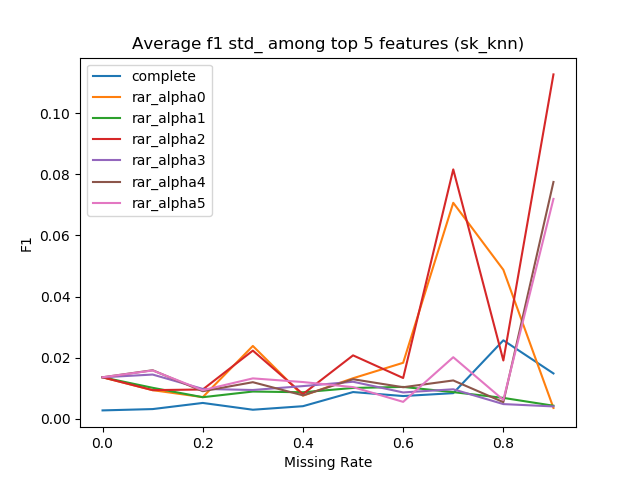 Average f1 std_ among top 5 features (sk_knn)
complete
rar_alpha0
rar_alpha1
rar_alpha2
rar_alpha3
rar_alpha4
rar_alpha5
F1
0.10
0.08
0.06
0.04
0.02
0.00
0.0 0.2 0.4 0.6 0.8
Missing Rate